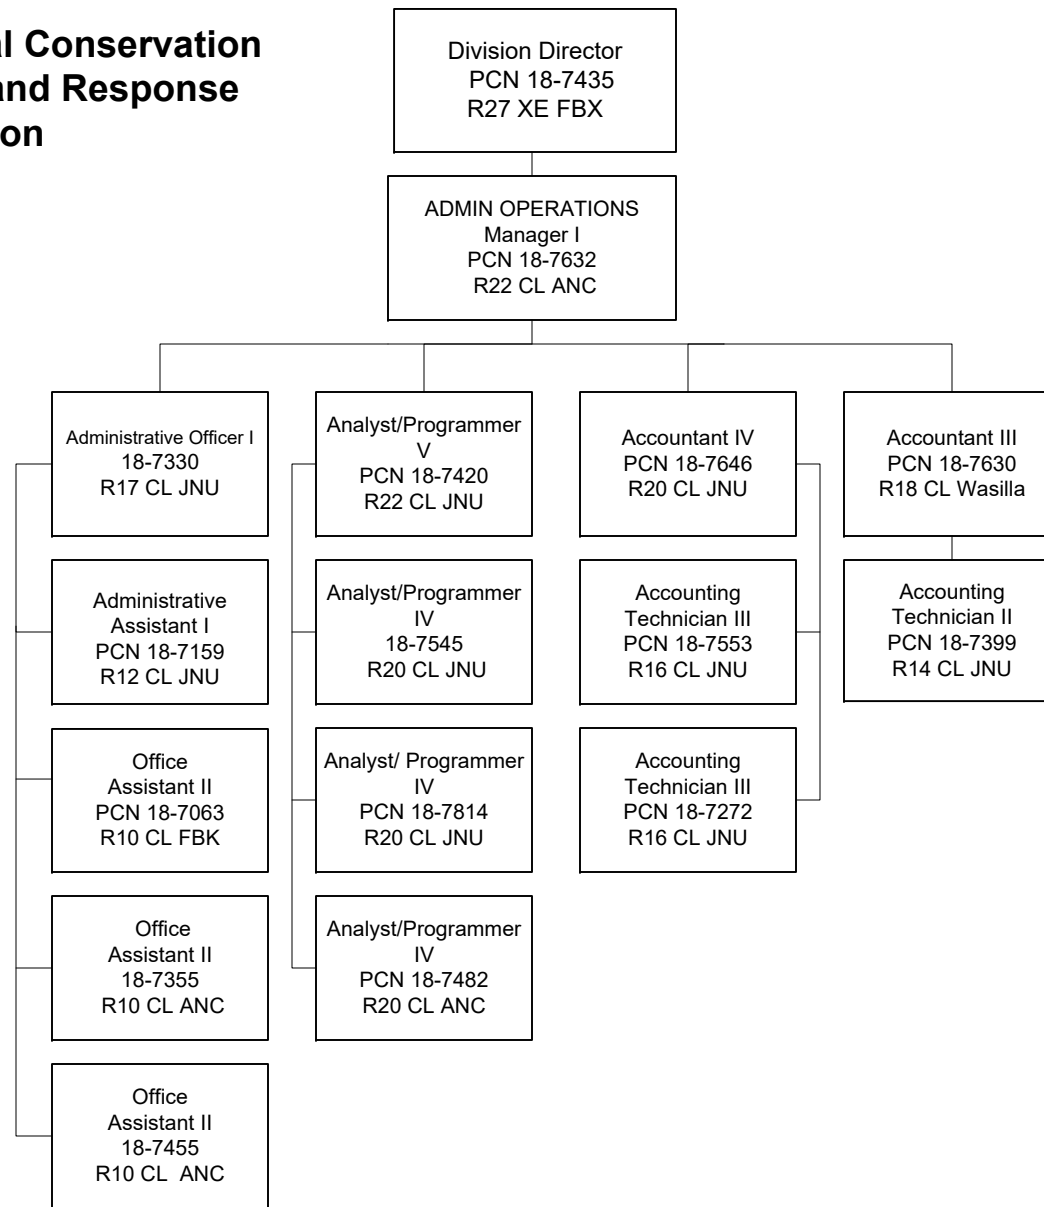 al Conservation
and Response
on
Division Director
PCN 18-7435
R27 XE FBX
ADMIN OPERATIONS
Manager I
PCN 18-7632
R22 CL ANC
Administrative Officer I
18-7330
R17 CL JNU
Analyst/Programmer
V
PCN 18-7420
R22 CL JNU
Accountant IV
PCN 18-7646
R20 CL JNU
Accountant III
PCN 18-7630
R18 CL Wasilla
Administrative
Assistant I
PCN 18-7159
R12 CL JNU
Analyst/Programmer
IV
18-7545
R20 CL JNU
Accounting
Technician III
PCN 18-7553
R16 CL JNU
Accounting
Technician II
PCN 18-7399
R14 CL JNU
Office
Assistant II
PCN 18-7063
R10 CL FBK
Analyst/ Programmer
IV
PCN 18-7814
R20 CL JNU
Accounting
Technician III
PCN 18-7272
R16 CL JNU
Office
Assistant II
18-7355
R10 CL ANC
Analyst/Programmer
IV
PCN 18-7482
R20 CL ANC
Office
Assistant II
18-7455
R10 CL  ANC